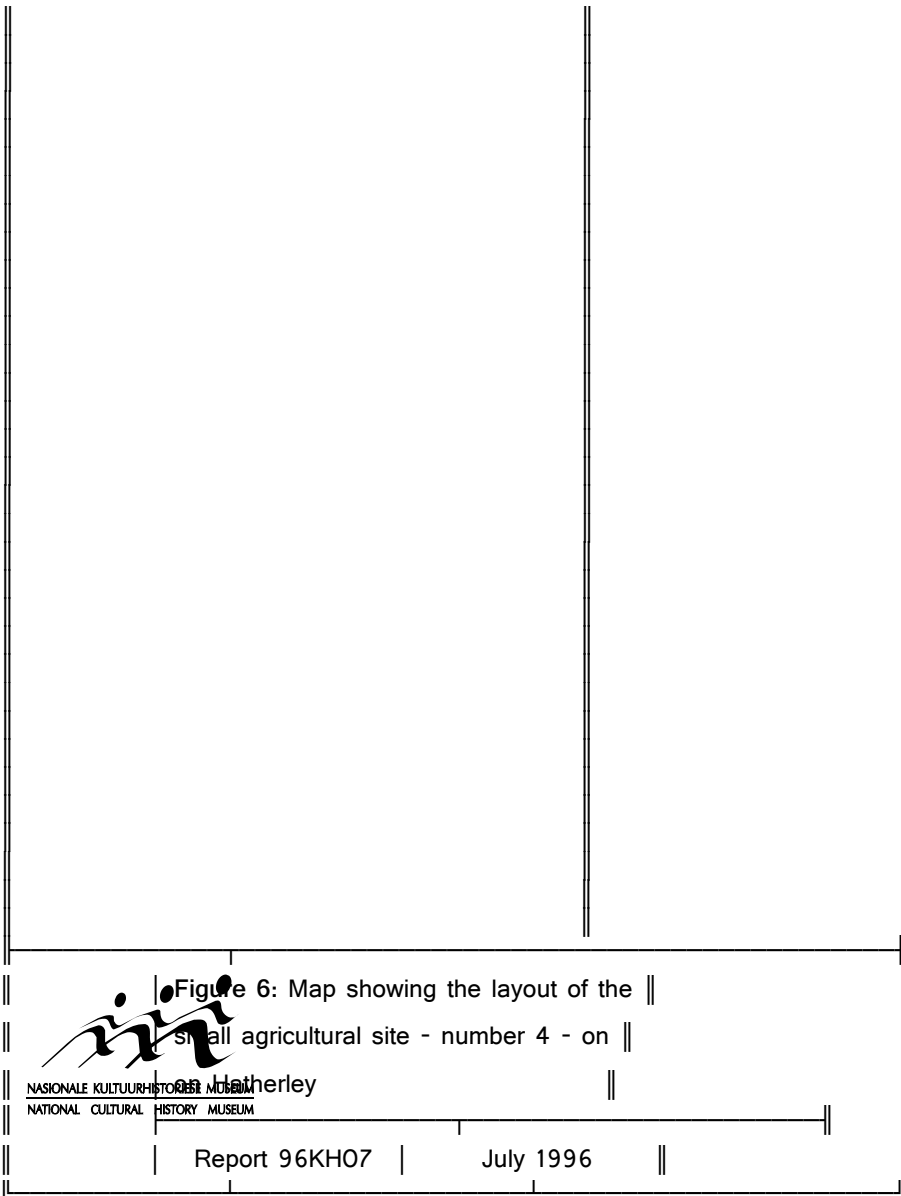 Figure 6: Map showing the layout of the
small agricultural site - number 4 - on
on Hatherley
NASIONALE KULTUURHISTORIESE MUSEUM
NATIONAL CULTURAL HISTORY MUSEUM
Report 96KH07 July 1996